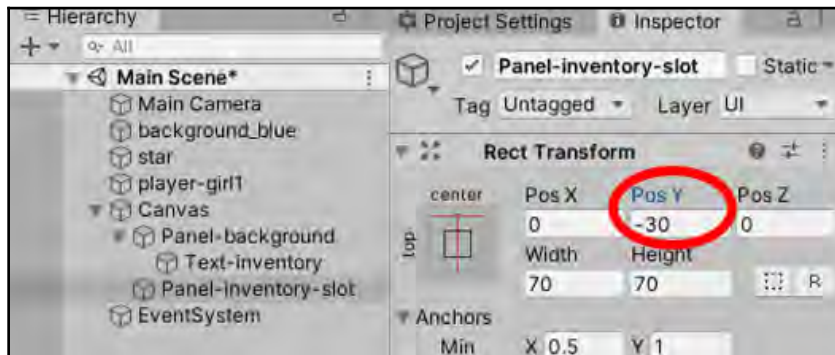 Hierarchy
All
Main Scene*
Main Camera
background_blue
star
player-girl1
Canvas
Panel-background
Text-inventory
Panel-inventory-slot
EventSystem
Project Settings
Inspector
Panel-inventory-slot
Static
Tag Untagged
Layer UI
Rect Transform
center
top
Pos X Pos Y Pos Z
0 -30 0
Width Height
70 70
R
Anchors
Min X 0.5 Y 1